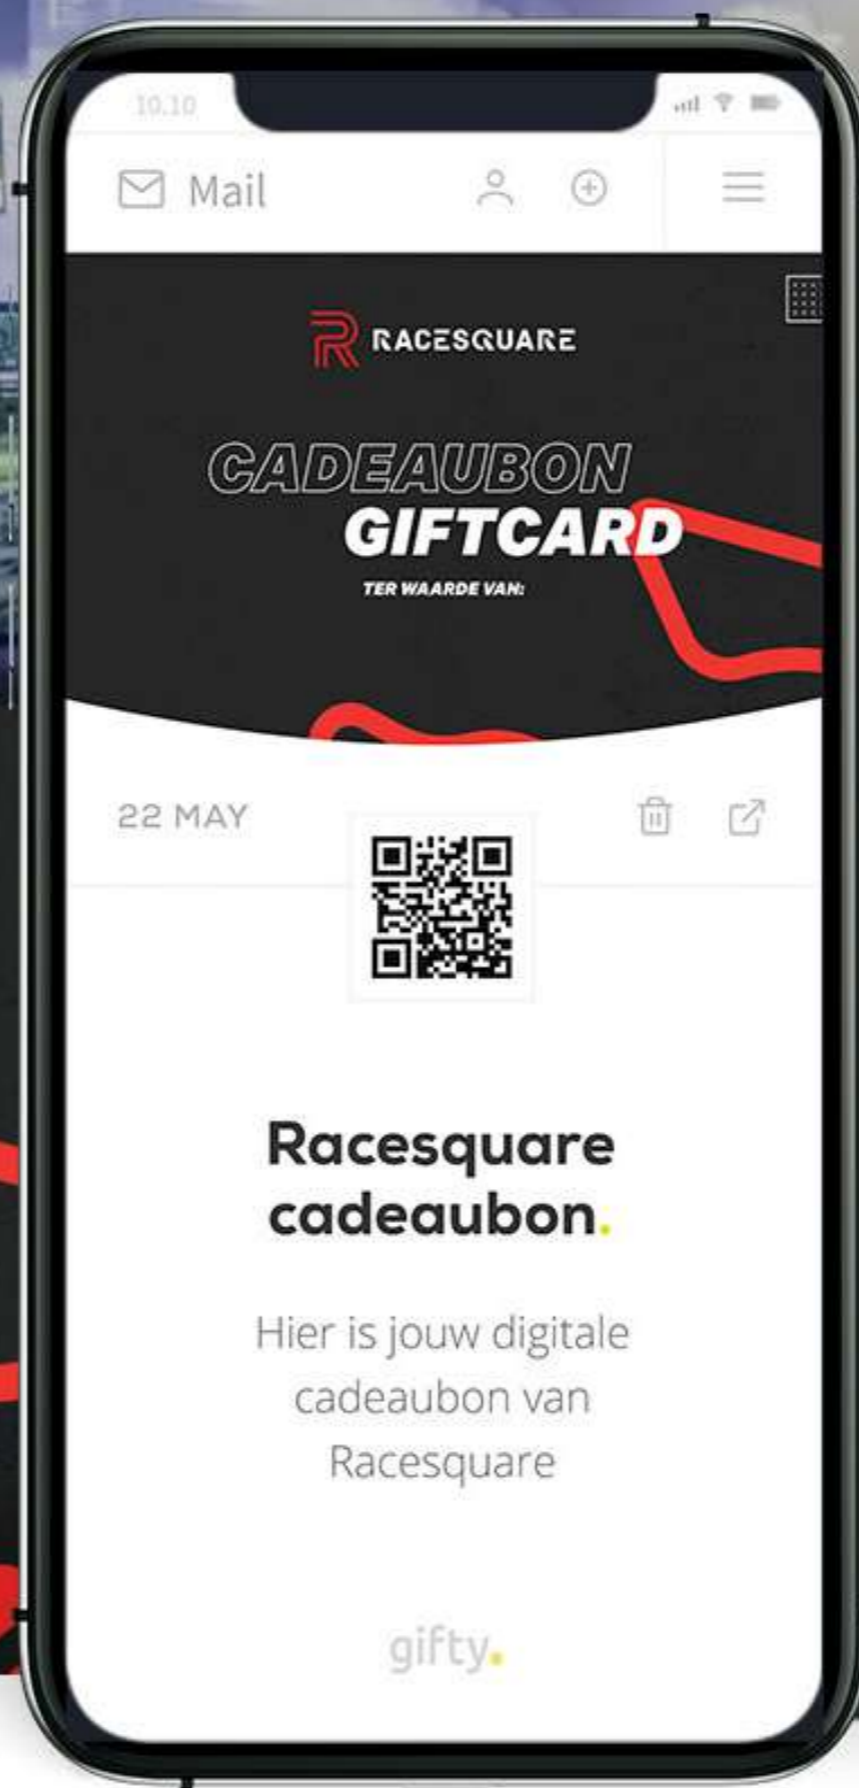 10.10
Mail
RACESQUARE
CADEAUBON
GIFTCARD
TER WAARDE VAN:
22 MAY
Racesquare
cadeaubon.
Hier is jouw digitale
cadeaubon van
Racesquare
gifty.